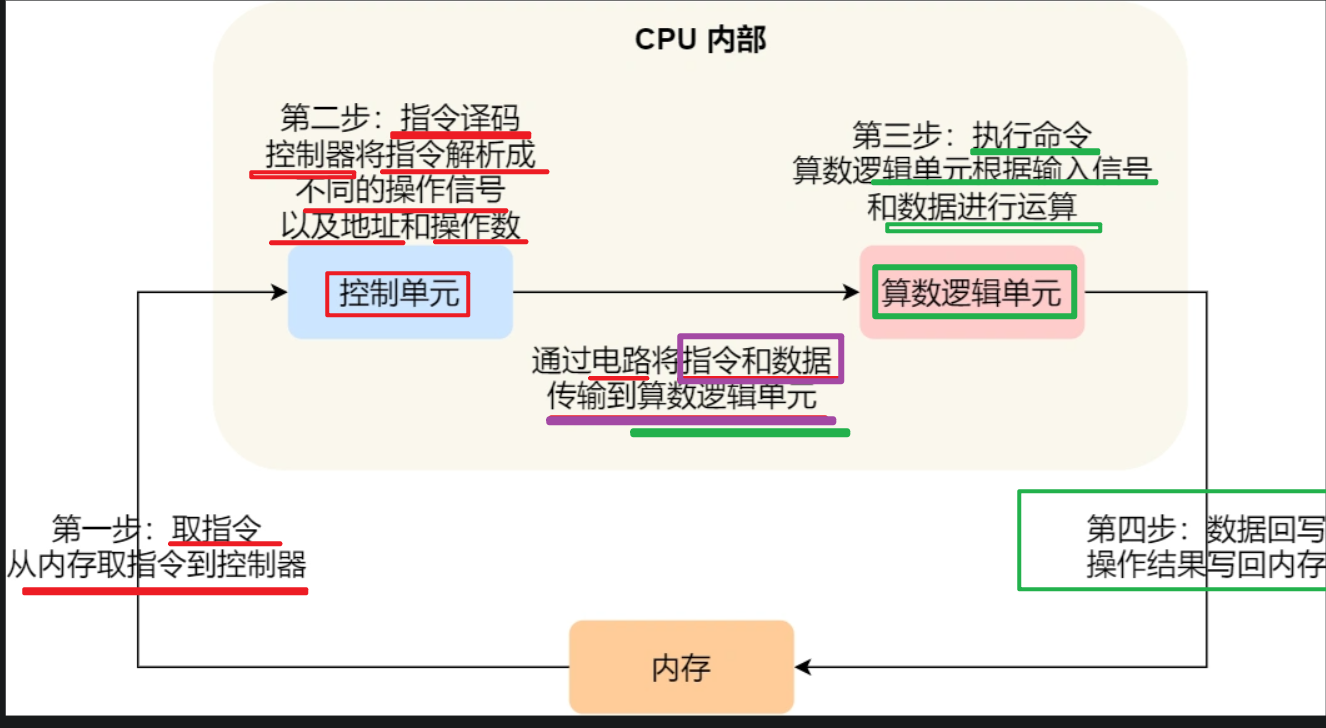 CPU 内部
第二步：指令译码
控制器将指令解析成
不同的操作信号
以及地址和操作数
第三步：执行命令
算数逻辑单元根据输入信号
和数据进行运算
控制单元
算数逻辑单元
通过电路将指令和数据
传输到算数逻辑单元
第一步：取指令
从内存取指令到控制器
第四步：数据回写
操作结果写回内存
内存